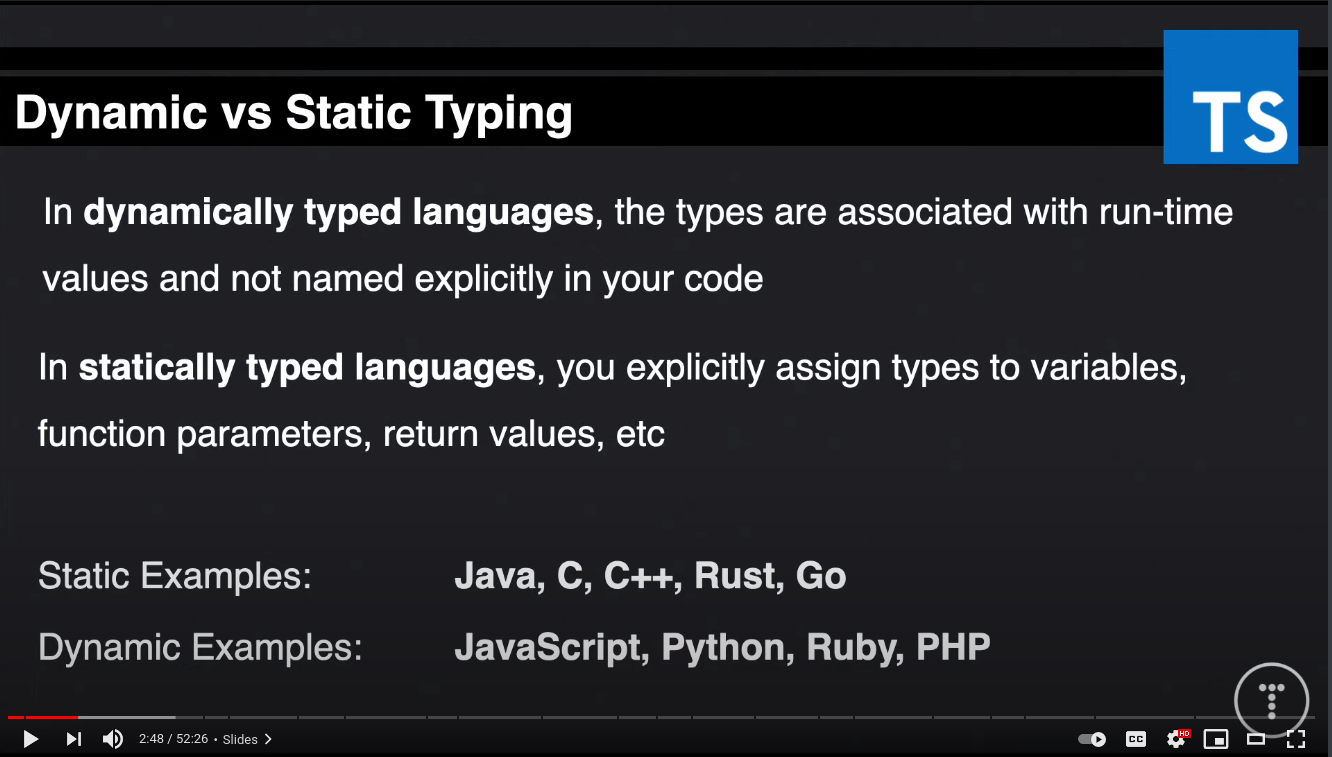 TS
Dynamic vs Static Typing
In dynamically typed languages, the types are associated with run-time
values and not named explicitly in your code
In statically typed languages, you explicitly assign types to variables,
function parameters, return values, etc
Static Examples: Java, C, C++, Rust, Go
Dynamic Examples: JavaScript, Python, Ruby, PHP
2:48 / 52:26 • Slides >
CC
HD